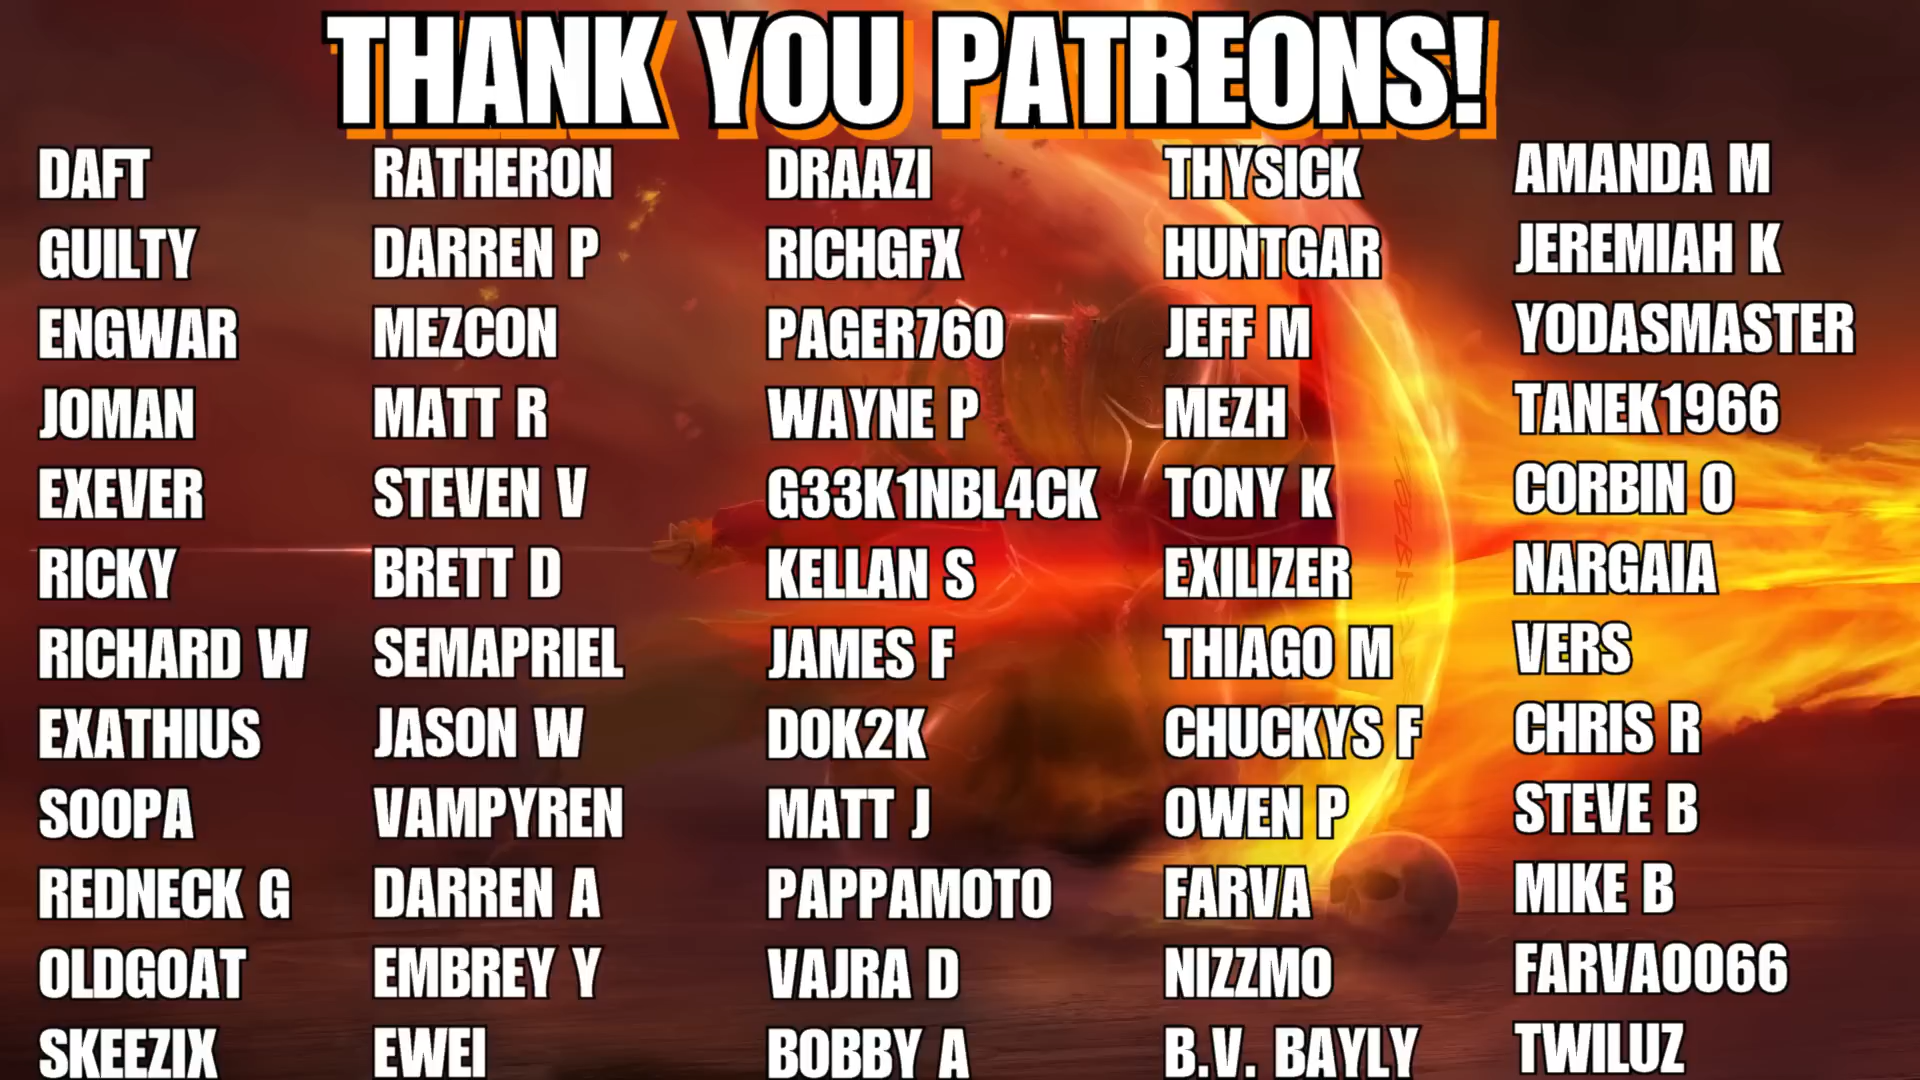 THANK YOU PATREONS!
DAFT
GUILTY
ENGWAR
JOMAN
EXEVER
RICKY
RICHARD W
EXATHIUS
SOOPA
REDNECK G
OLDGOAT
SKEEZIX
RATHERON
DARREN P
MEZCON
MATT R
STEVEN V
BRETT D
SEMAPRIEL
JASON W
VAMPYREN
DARREN A
EMBREY Y
EWEI
DRAAZI
RICHGFX
PAGER760
WAYNE P
G33K1NBL4CK
KELLAN S
JAMES F
DOK2K
MATT J
PAPPAMOTO
VAJRA D
BOBBY A
THYSICK
HUNTGAR
JEFF M
MEZH
TONY K
EXILIZER
THIAGO M
CHUCKYS F
OWEN P
FARVA
NIZZMO
B.V. BAYLY
AMANDA M
JEREMIAH K
YODASMASTER
TANEK1966
CORBIN O
NARGAIA
VERS
CHRIS R
STEVE B
MIKE B
FARVA0066
TWILUZ